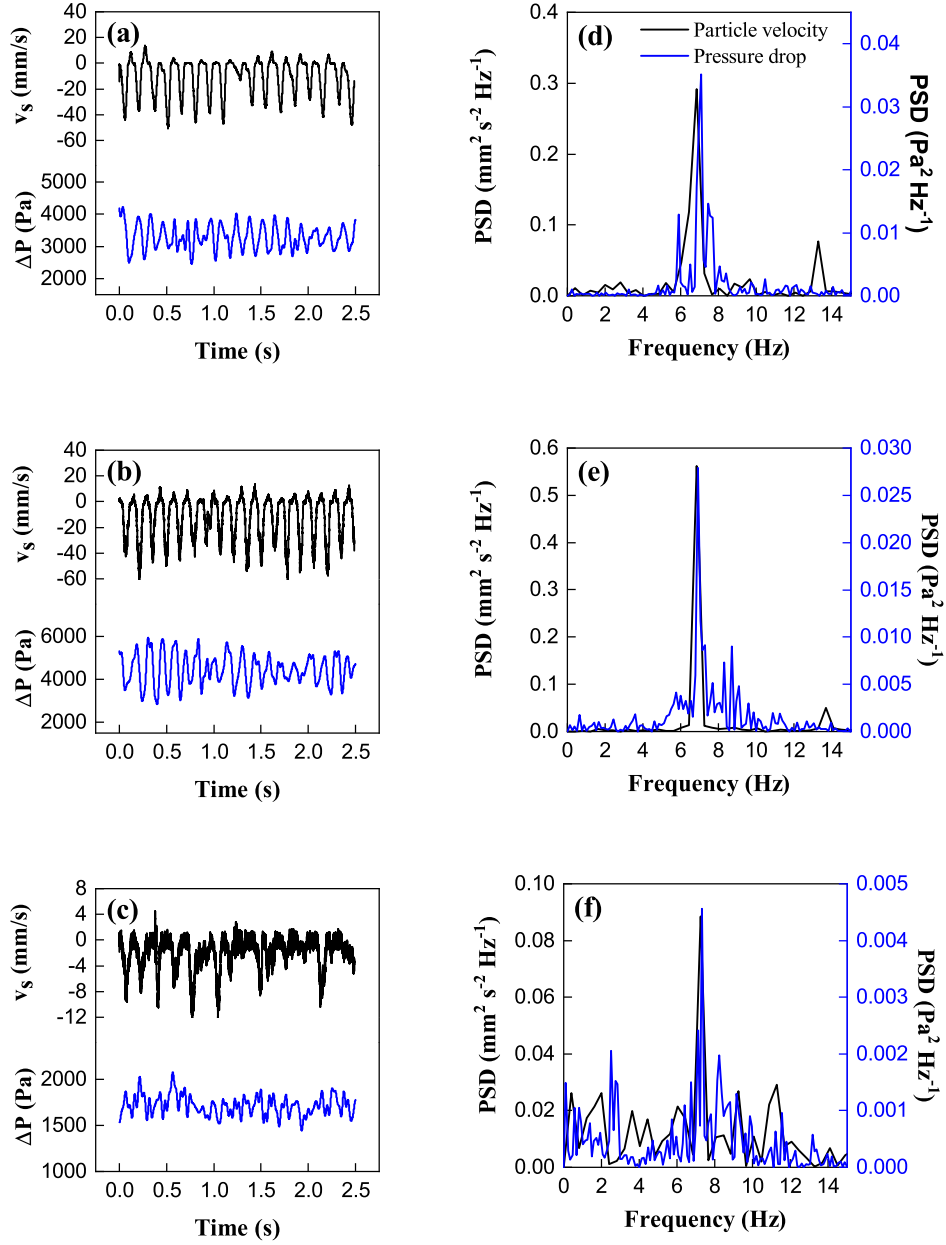 (a)
40
20
0
-20
-40
-60
vs (mm/s)
5000
4000
3000
2000
ΔP (Pa)
0.0 0.5 1.0 1.5 2.0 2.5
Time (s)
(d)
Particle velocity
Pressure drop
0.4
0.3
0.2
0.1
0.0
PSD (mm² s⁻² Hz⁻¹)
0.04
0.03
0.02
0.01
0.00
PSD (Pa² Hz⁻¹)
0 2 4 6 8 10 12 14
Frequency (Hz)
(b)
40
20
0
-20
-40
-60
vs (mm/s)
6000
4000
2000
ΔP (Pa)
0.0 0.5 1.0 1.5 2.0 2.5
Time (s)
(e)
0.6
0.5
0.4
0.3
0.2
0.1
0.0
PSD (mm² s⁻² Hz⁻¹)
0.030
0.025
0.020
0.015
0.010
0.005
0.000
PSD (Pa² Hz⁻¹)
0 2 4 6 8 10 12 14
Frequency (Hz)
(c)
8
4
0
-4
-8
-12
vs (mm/s)
2000
1500
1000
ΔP (Pa)
0.0 0.5 1.0 1.5 2.0 2.5
Time (s)
(f)
0.10
0.08
0.06
0.04
0.02
0.00
PSD (mm² s⁻² Hz⁻¹)
0.005
0.004
0.003
0.002
0.001
0.000
PSD (Pa² Hz⁻¹)
0 2 4 6 8 10 12 14
Frequency (Hz)